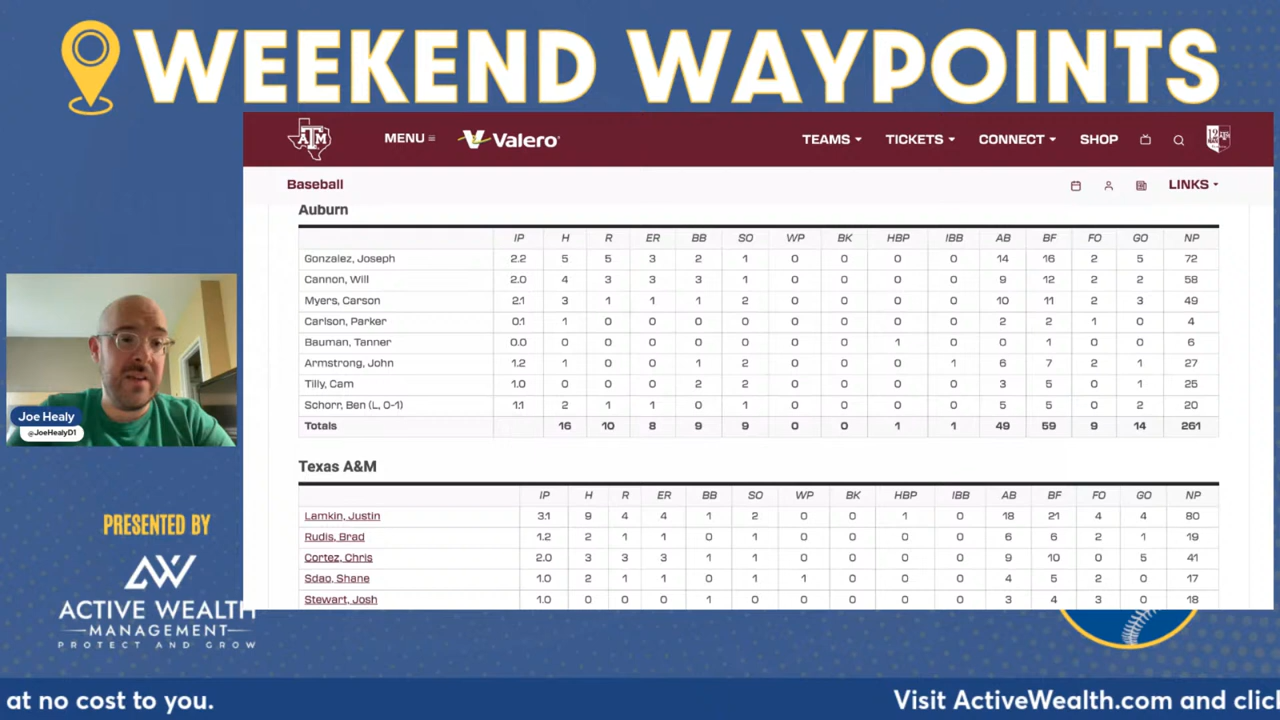 WEEKEND WAYPOINTS
MENU Valero TEAMS TICKETS CONNECT SHOP
Baseball LINKS
Auburn
IP H R ER BB SO WP BK HBP IBB AB BF FO GO NP
Gonzalez, Joseph 2.2 5 5 3 2 1 0 0 0 0 14 16 2 5 72
Cannon, Will 2.0 4 3 3 3 1 0 0 0 0 9 12 2 2 58
Myers, Carson 2.1 3 1 1 1 2 0 0 0 0 10 11 2 3 49
Carlson, Parker 0.1 1 0 0 0 0 0 0 0 0 2 2 1 0 4
Bauman, Tanner 0.0 0 0 0 0 0 0 0 1 0 0 1 0 0 6
Armstrong, John 1.2 1 0 0 1 2 0 0 0 1 6 7 2 1 27
Tilly, Cam 1.0 0 0 0 2 2 0 0 0 0 3 5 0 1 25
Schorr, Ben (L, 0-1) 1.1 2 1 1 0 1 0 0 0 0 5 5 0 2 20
Totals 16 10 8 9 9 0 0 1 1 49 59 9 14 261
Texas A&M
IP H R ER BB SO WP BK HBP IBB AB BF FO GO NP
Lamkin, Justin 3.1 9 4 4 1 2 0 0 1 0 18 21 4 4 80
Rudis, Brad 1.2 2 1 1 0 1 0 0 0 0 6 6 2 1 19
Cortez, Chris 2.0 3 3 3 1 1 0 0 0 0 9 10 0 5 41
Sdao, Shane 1.0 2 1 1 0 1 1 0 0 0 4 5 2 0 17
Stewart, Josh 1.0 0 0 0 1 0 0 0 0 0 3 4 3 0 18
Joe Healy
@JoeHealyD1
PRESENTED BY
ACTIVE WEALTH
MANAGEMENT
PROTECT AND GROW
at no cost to you. Visit ActiveWealth.com and clic